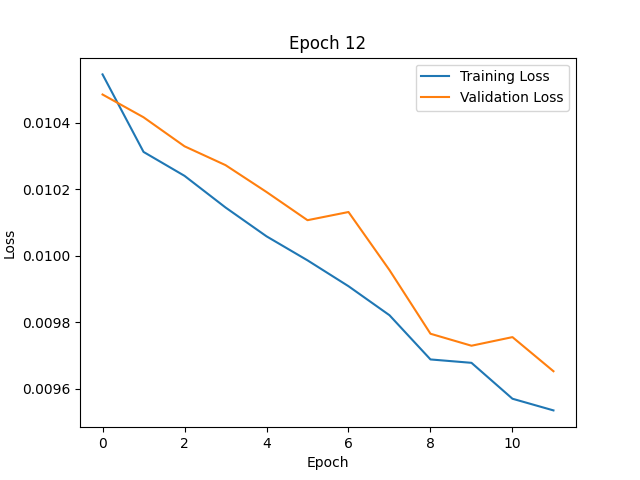 Epoch 12
Training Loss
Validation Loss
0.0104
0.0102
0.0100
0.0098
0.0096
Loss
0 2 4 6 8 10
Epoch